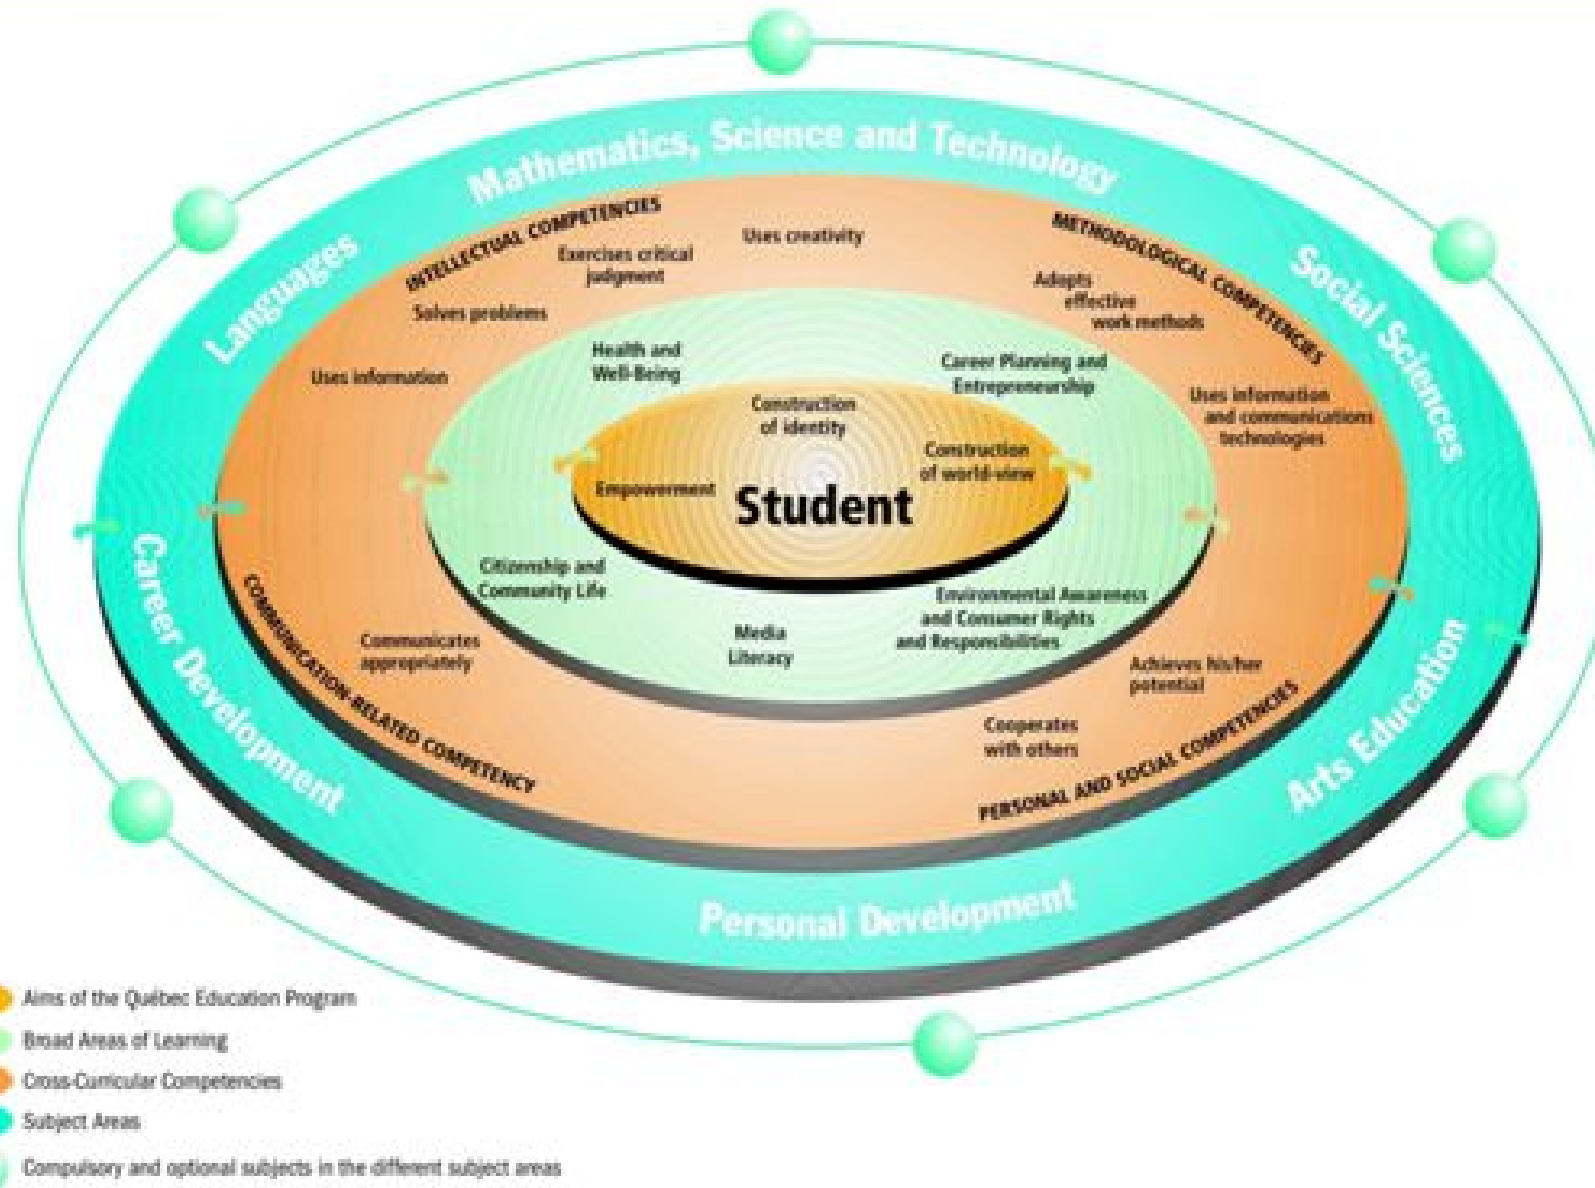 Mathematics, Science and Technology
Languages
Social Sciences
INTELLECTUAL COMPETENCIES
METHODOLOGICAL COMPETENCIES
Uses creativity
Exercises critical
judgment
Solves problems
Uses information
Adopts
effective
work methods
Uses information
and communications
technologies
Health and
Well-Being
Career Planning and
Entrepreneurship
Construction
of identity
Construction
of world-view
Empowerment
Student
Citizenship and
Community Life
Media
Literacy
Environmental Awareness
and Consumer Rights
and Responsibilities
Communicates
appropriately
Achieves his/her
potential
Cooperates
with others
COMMUNICATION-RELATED COMPETENCY
PERSONAL AND SOCIAL COMPETENCIES
Career Development
Arts Education
Personal Development
Aims of the Québec Education Program
Broad Areas of Learning
Cross-Curricular Competencies
Subject Areas
Compulsory and optional subjects in the different subject areas